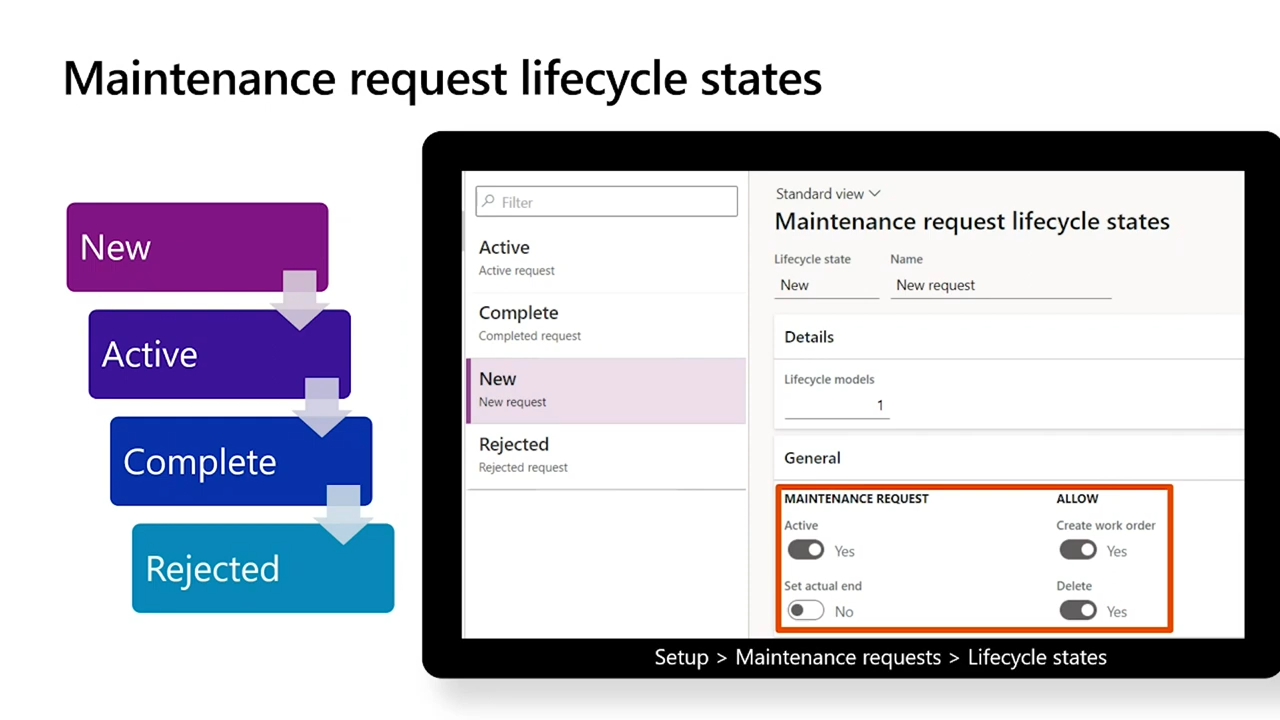 Maintenance request lifecycle states
New
Active
Complete
Rejected
Filter
Active
Active request
Complete
Completed request
New
New request
Rejected
Rejected request
Standard view
Maintenance request lifecycle states
Lifecycle state Name
New New request
Details
Lifecycle models
1
General
MAINTENANCE REQUEST ALLOW
Active Create work order
Yes Yes
Set actual end Delete
No Yes
Setup > Maintenance requests > Lifecycle states